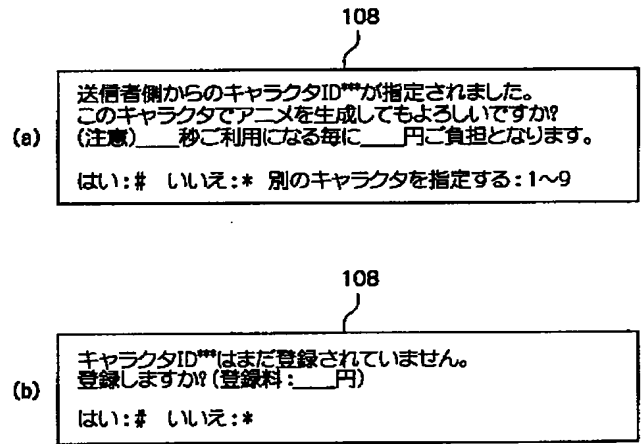 108
(a)
送信者側からのキャラクタID***が指定されました。
このキャラクタでアニメを生成してもよろしいですか?
(注意)___秒ご利用になる毎に___円ご負担となります。
はい:# いいえ:* 別のキャラクタを指定する:1~9
108
(b)
キャラクタID***はまだ登録されていません。
登録しますか?(登録料:___円)
はい:# いいえ:*